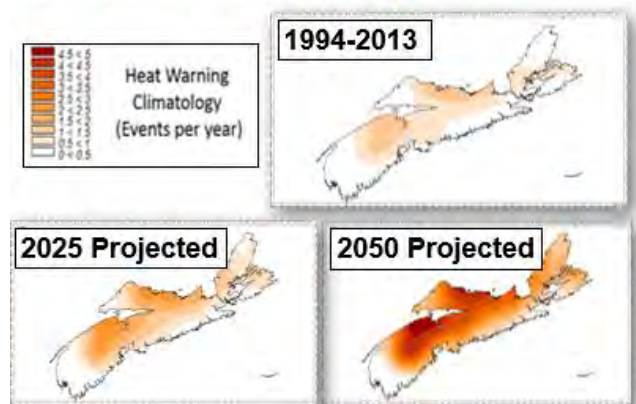 Heat Warning
Climatology
(Events per year)
1994-2013
2025 Projected
2050 Projected